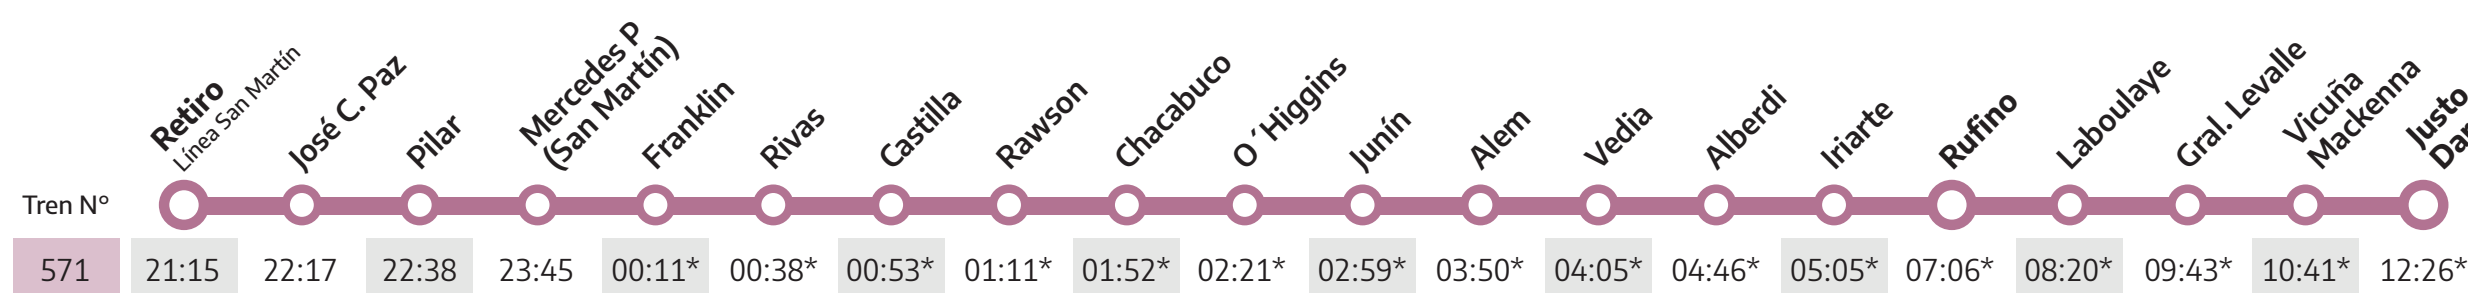 Retiro
Línea San Martín
José C. Paz
Pilar
Mercedes P
(San Martín)
Franklin
Rivas
Castilla
Rawson
Chacabuco
O´Higgins
Junín
Alem
Vedia
Alberdi
Iriarte
Rufino
Laboulaye
Gral. Levalle
Vicuña
Mackenna
Justo
Tren N°
571 21:15 22:17 22:38 23:45 00:11* 00:38* 00:53* 01:11* 01:52* 02:21* 02:59* 03:50* 04:05* 04:46* 05:05* 07:06* 08:20* 09:43* 10:41* 12:26*